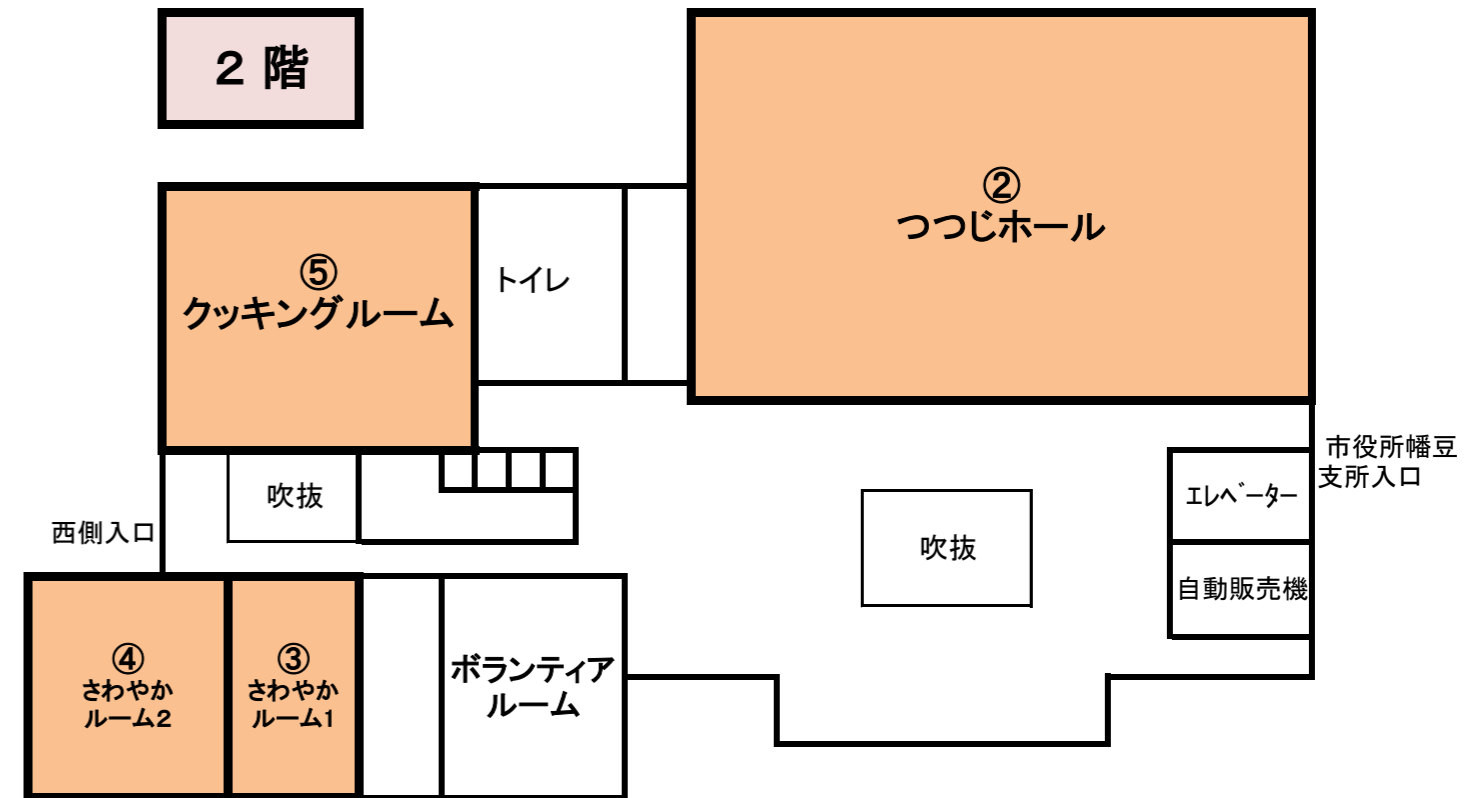 ２ 階
②
つつじホール
⑤
クッキングルーム
トイレ
市役所幡豆
支所入口
吹抜
ｴﾚﾍﾞｰﾀｰ
西側入口
吹抜
自動販売機
④
さわやか
ルーム２
③
さわやか
ルーム1
ボランティア
ルーム